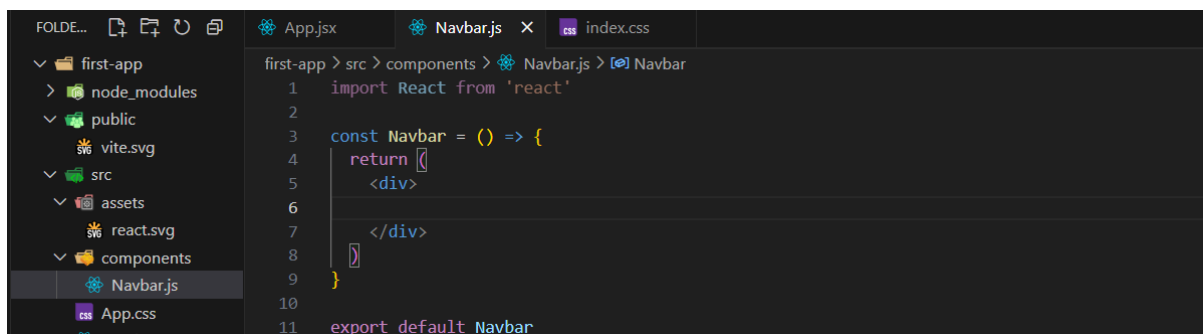 FOLDE...
first-app
node_modules
public
vite.svg
src
assets
react.svg
components
Navbar.js
App.css
App.jsx
Navbar.js
index.css
first-app > src > components > Navbar.js > Navbar
1 import React from 'react'
2
3 const Navbar = () => {
4 return (
5 <div>
6
7 </div>
8 )
9 }
10
11 export default Navbar